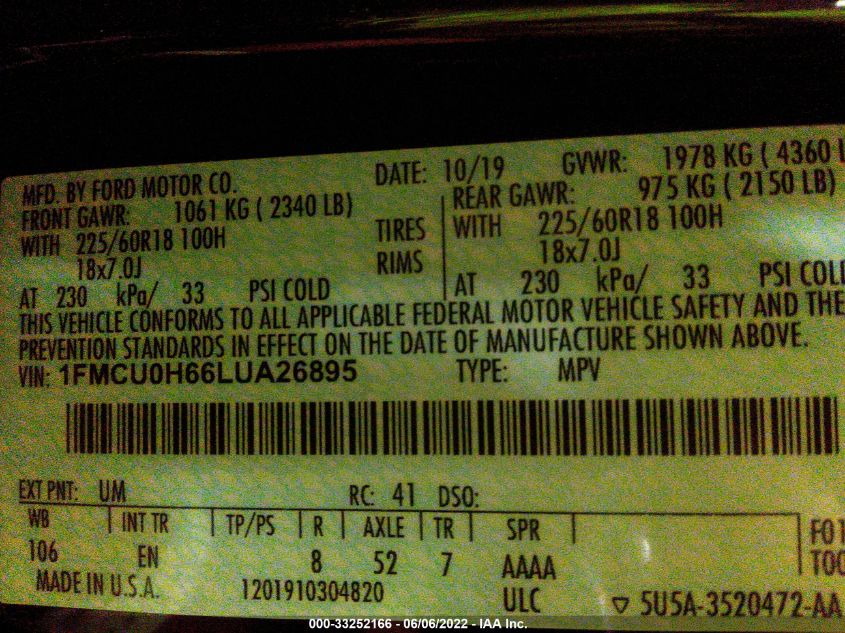 MFD. BY FORD MOTOR CO. DATE: 10/19 GVWR: 1978 KG ( 4360 L
FRONT GAWR: 1061 KG ( 2340 LB) REAR GAWR: 975 KG ( 2150 LB)
WITH 225/60R18 100H TIRES WITH 225/60R18 100H
18x7.0J RIMS 18x7.0J
AT 230 kPa/ 33 PSI COLD AT 230 kPa/ 33 PSI COLD
THIS VEHICLE CONFORMS TO ALL APPLICABLE FEDERAL MOTOR VEHICLE SAFETY AND THE
PREVENTION STANDARDS IN EFFECT ON THE DATE OF MANUFACTURE SHOWN ABOVE.
VIN: 1FMCU0H66LUA26895 TYPE: MPV
EXT PNT: UM RC: 41 DSO:
WB INT TR TP/PS R AXLE TR SPR
106 EN 8 52 7 AAAA
MADE IN U.S.A. 1201910304820 ULC ▽ 5U5A-3520472-AA
000-33252166 - 06/06/2022 - IAA Inc.